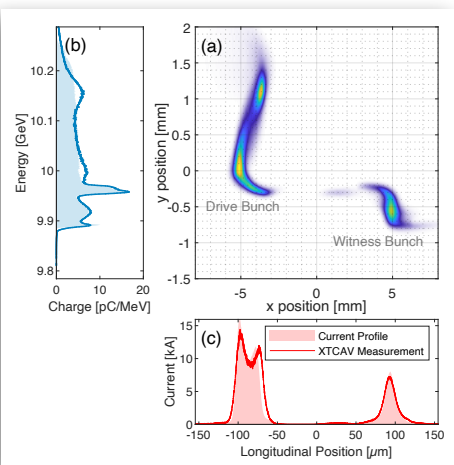 (b)
10.2
10.1
10
9.9
9.8
Energy [GeV]
0 10 20
Charge [pC/MeV]
(a)
1.5
1
0.5
0
-0.5
-1
-1.5
y position [mm]
Drive Bunch
Witness Bunch
-5 0 5
x position [mm]
(c)
15
10
5
0
Current [kA]
Current Profile
XTCAV Measurement
-150 -100 -50 0 50 100 150
Longitudinal Position [µm]